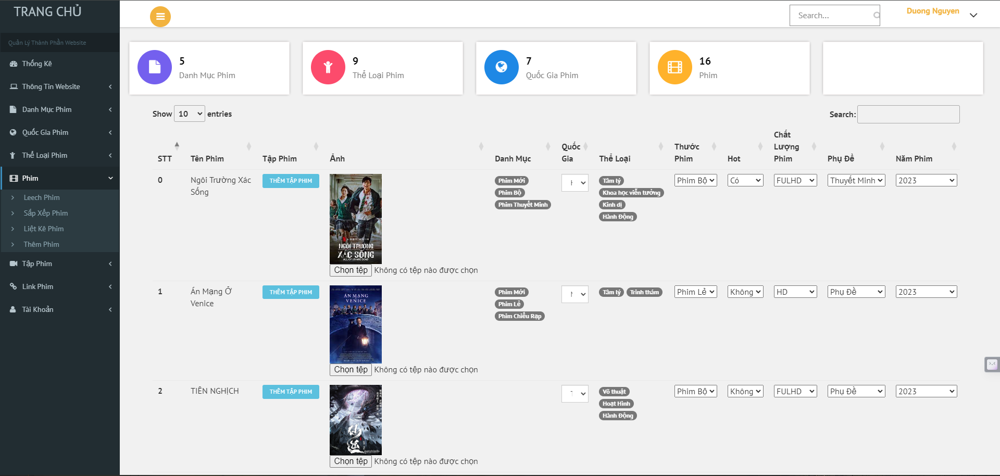 TRANG CHỦ
Quản Lý Thành Phần Website
Thống Kê
Thông Tin Website
Danh Mục Phim
Quốc Gia Phim
Thể Loại Phim
Phim
Leech Phim
Sắp Xếp Phim
Liệt Kê Phim
Thêm Phim
Tập Phim
Link Phim
Tài Khoản
Search...
Duong Nguyen
5
Danh Mục Phim
9
Thể Loại Phim
7
Quốc Gia Phim
16
Phim
Show 10 entries
Search:
STT
Tên Phim
Tập Phim
Ảnh
Danh Mục
Quốc
Gia
Thể Loại
Thước
Phim
Hot
Chất
Lượng
Phim
Phụ Đề
Năm Phim
0
Ngôi Trường Xác
Sống
THÊM TẬP PHIM
LOẠT PHIM
NGÔI TRƯỜNG
XÁC SỐNG
ALL OF US ARE DEAD
Chọn tệp Không có tệp nào được chọn
Phim Mới
Phim Bộ
Phim Thuyết Minh
Tâm lý
Khoa học viễn tưởng
Kinh dị
Hành Động
Phim Bộ
Có
FULHD
Thuyết Minh
2023
1
Án Mạng Ở
Venice
THÊM TẬP PHIM
ÁN MẠNG
VENICE
Chọn tệp Không có tệp nào được chọn
Phim Mới
Phim Lẻ
Phim Chiếu Rạp
Tâm lý Trinh thám
Phim Lẻ
Không
HD
Phụ Đề
2023
2
TIÊN NGHỊCH
THÊM TẬP PHIM
仙
逆
Chọn tệp Không có tệp nào được chọn
Võ thuật
Hoạt Hình
Hành Động
Phim Bộ
Không
FULHD
Phụ Đề
2023